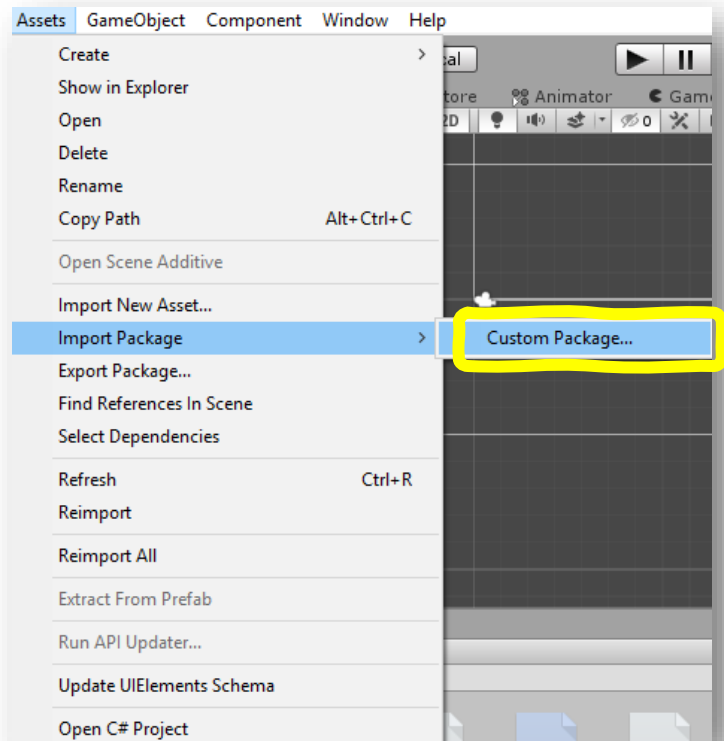 Assets GameObject Component Window Help
Create
Show in Explorer
Open
Delete
Rename
Copy Path Alt+Ctrl+C
Open Scene Additive
Import New Asset...
Import Package
Custom Package...
Export Package...
Find References In Scene
Select Dependencies
Refresh Ctrl+R
Reimport
Reimport All
Extract From Prefab
Run API Updater...
Update UIElements Schema
Open C# Project
Animator
0